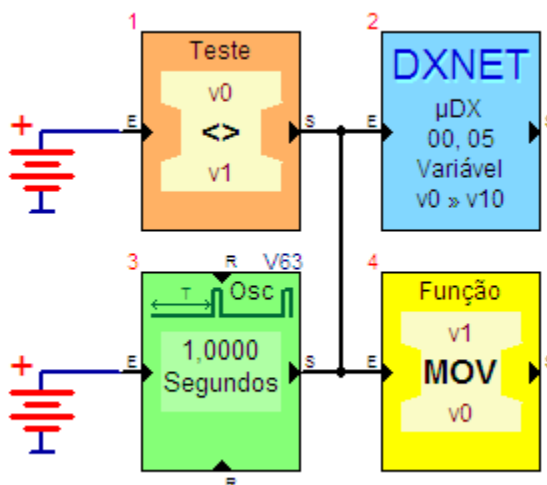 1
Teste
v0
<>
v1
E
S
2
DXNET
µDX
00, 05
Variável
v0 » v10
E
S
+
3
R
V63
T
Osc
1,0000
Segundos
E
S
R
4
Função
v1
MOV
v0
E
S
+